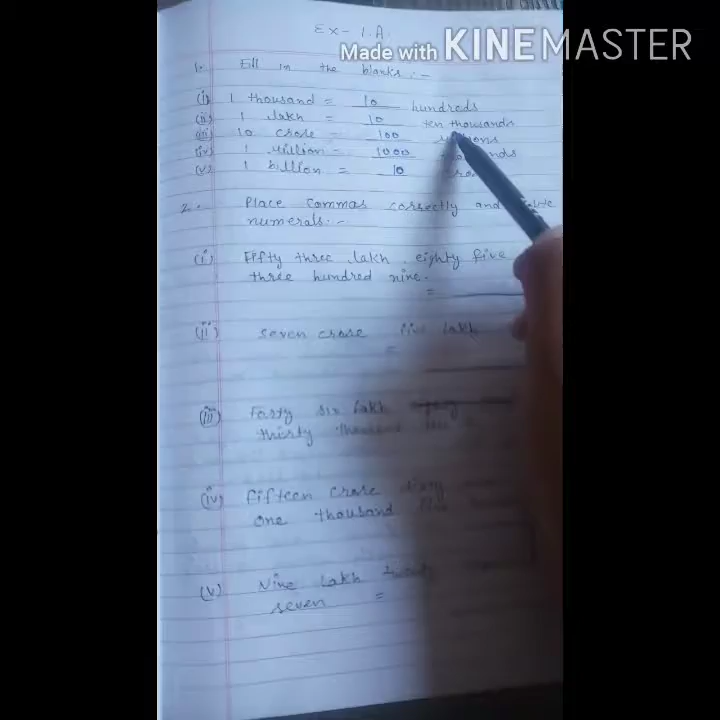 Ex- 1.A.
Made with KINEMASTER
1. Fill in the blanks :-
(i) 1 thousand = 10 hundreds
(ii) 1 lakh = 10 ten thousands
(iii) 10 crore = 100
(iv) 1 million = 1000
(v) 1 billion = 10
2. Place commas correctly and
numerals:-
(i) Fifty three lakh, eighty five
three hundred nine.
=
(ii) seven crore five lakh
=
(iii) Forty six lakh
thirty thousand
(iv) Fifteen crore sixty
one thousand
(v) Nine lakh
seven =